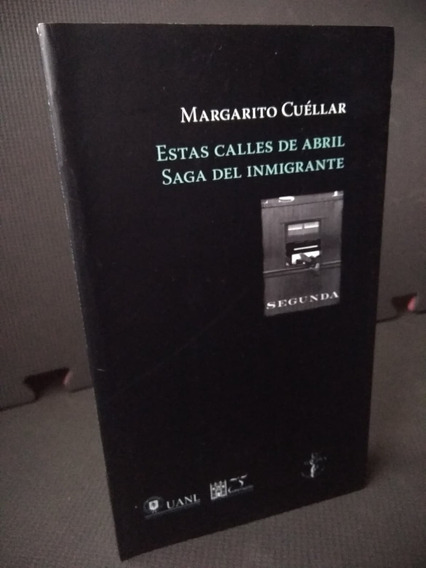 MARGARITO CUÉLLAR
ESTAS CALLES DE ABRIL
SAGA DEL INMIGRANTE
SEGUNDA
UANL